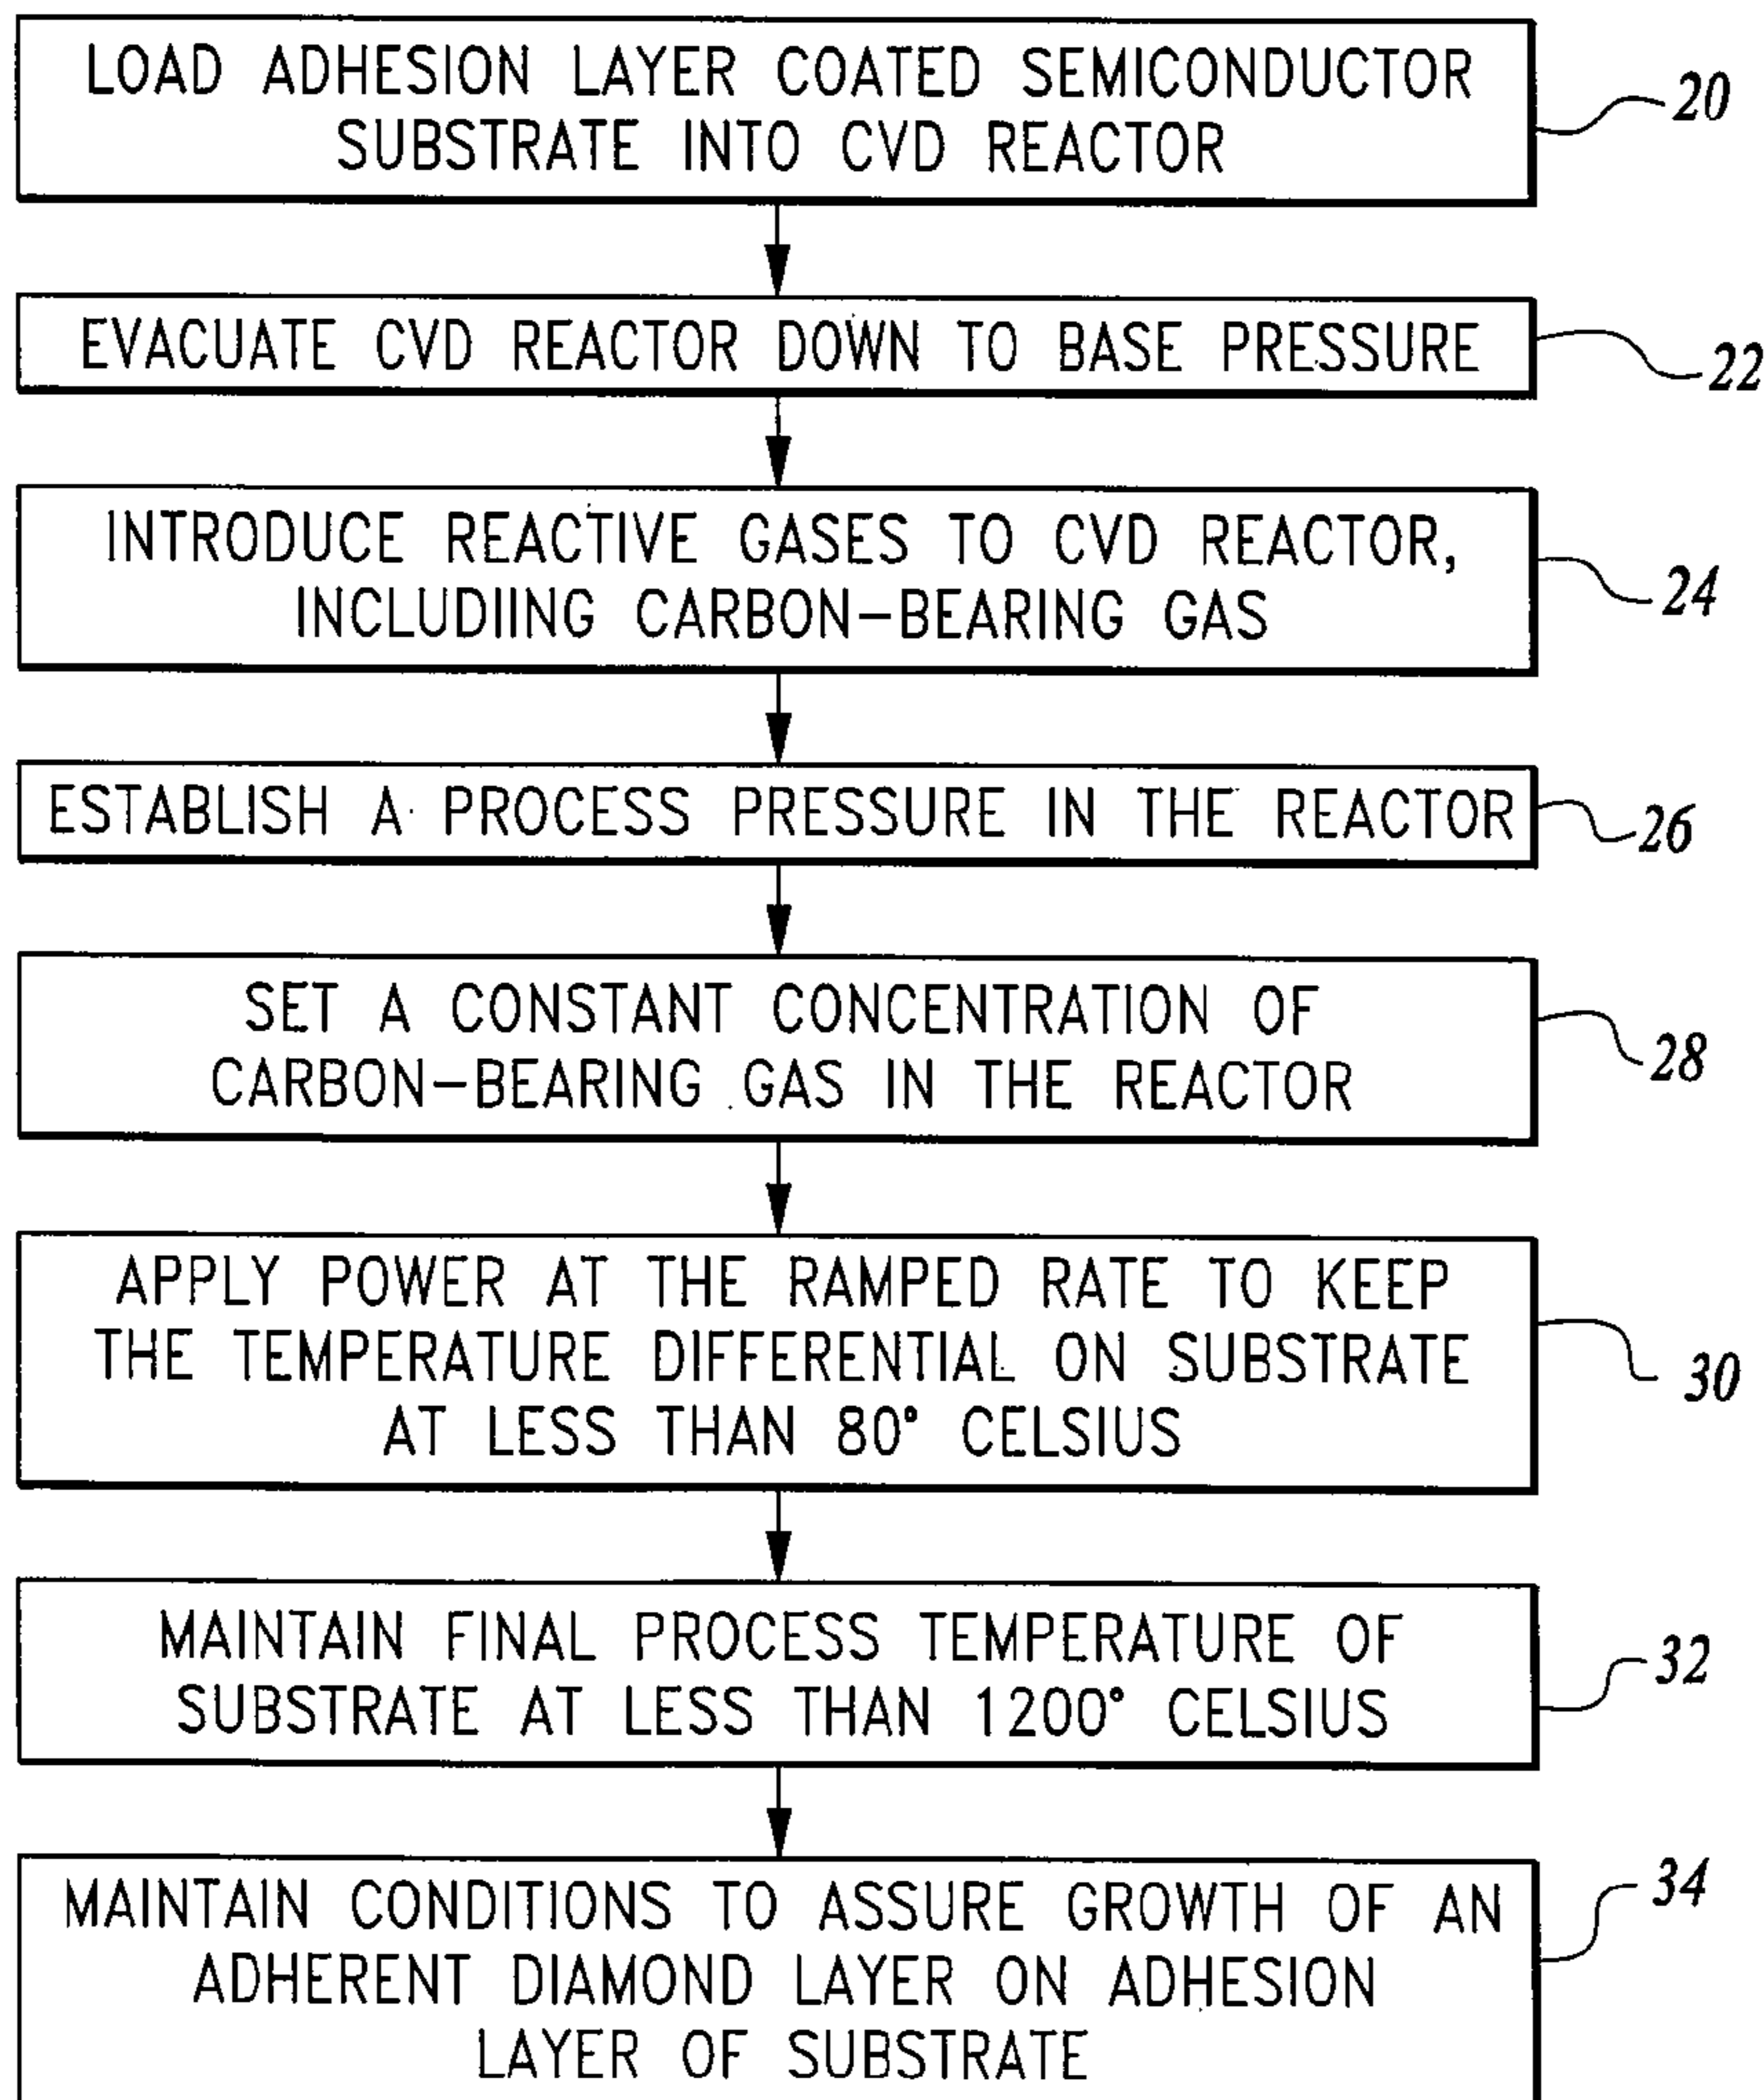 LOAD ADHESION LAYER COATED SEMICONDUCTOR
SUBSTRATE INTO CVD REACTOR
20
EVACUATE CVD REACTOR DOWN TO BASE PRESSURE
22
INTRODUCE REACTIVE GASES TO CVD REACTOR,
INCLUDIING CARBON-BEARING GAS
24
ESTABLISH A PROCESS PRESSURE IN THE REACTOR
26
SET A CONSTANT CONCENTRATION OF
CARBON-BEARING GAS IN THE REACTOR
28
APPLY POWER AT THE RAMPED RATE TO KEEP
THE TEMPERATURE DIFFERENTIAL ON SUBSTRATE
AT LESS THAN 80° CELSIUS
30
MAINTAIN FINAL PROCESS TEMPERATURE OF
SUBSTRATE AT LESS THAN 1200° CELSIUS
32
MAINTAIN CONDITIONS TO ASSURE GROWTH OF AN
ADHERENT DIAMOND LAYER ON ADHESION
LAYER OF SUBSTRATE
34